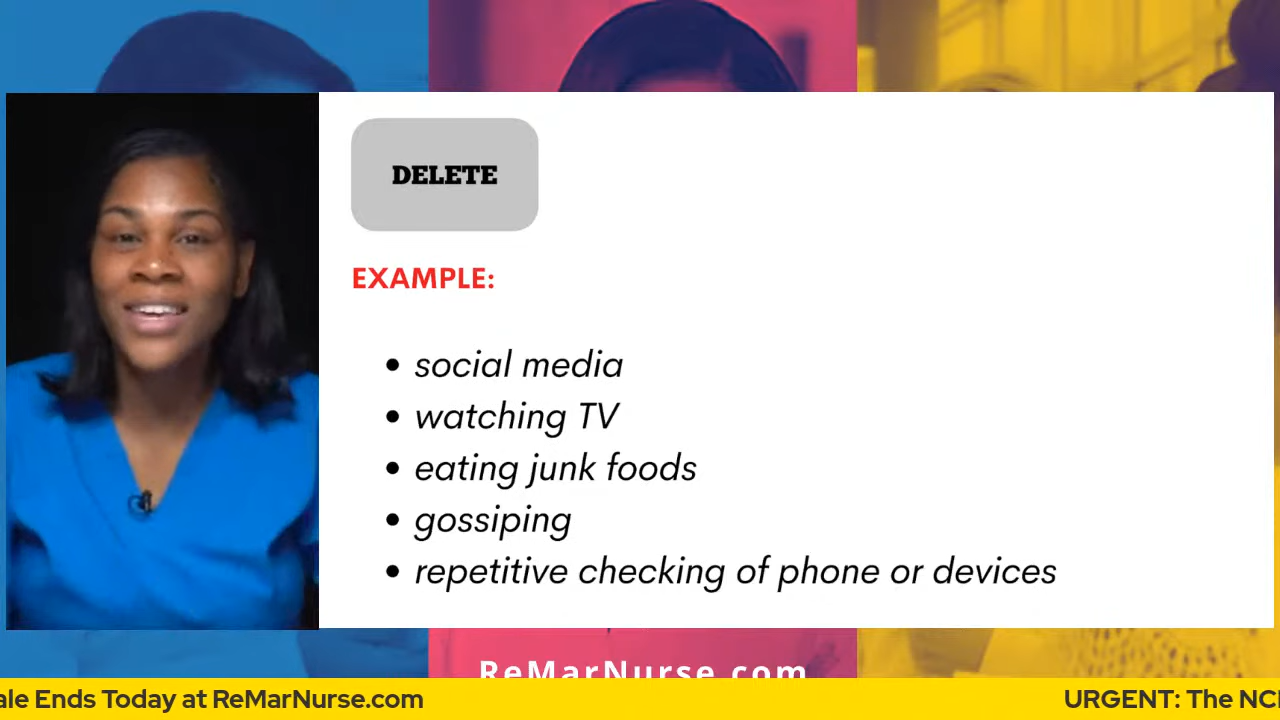 DELETE
EXAMPLE:
• social media
• watching TV
• eating junk foods
• gossiping
• repetitive checking of phone or devices
ReMarNurse.com
Ends Today at ReMarNurse.com
URGENT: The